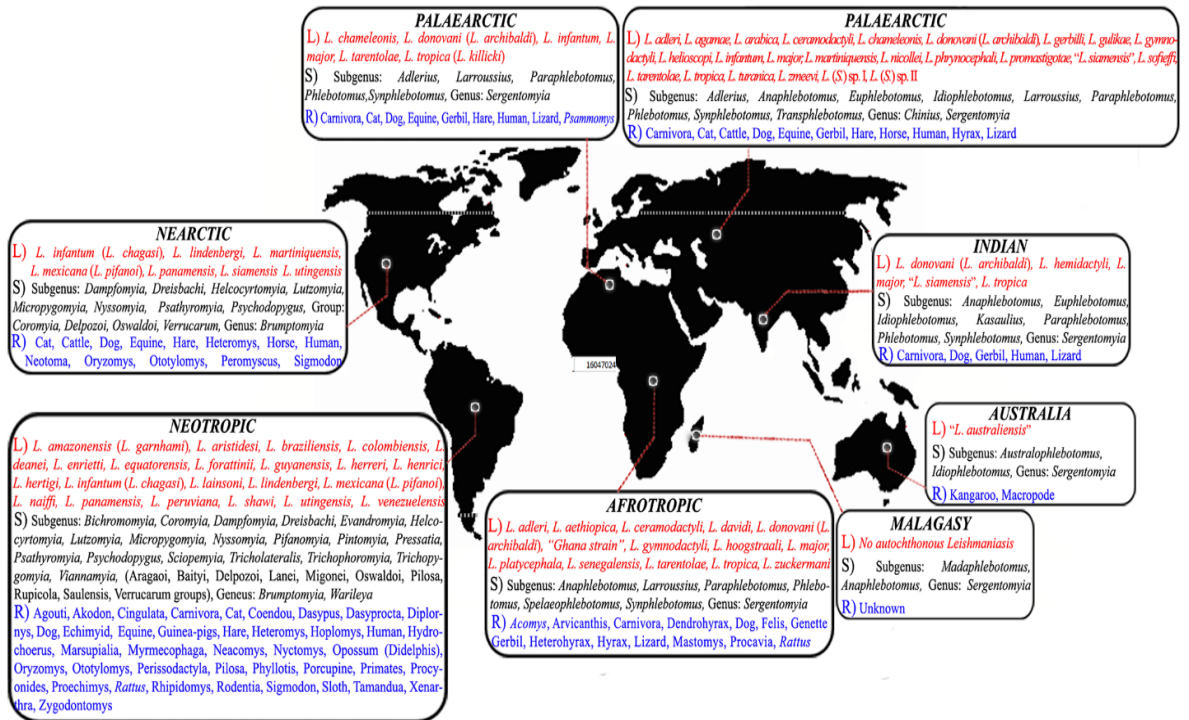 PALAEARCTIC
L) L. chameleonis, L. donovani (L. archibaldi), L. infantum, L.
major, L. tarentolae, L. tropica (L. killicki)
S) Subgenus: Adlerius, Larroussius, Paraphlebotomus,
Phlebotomus,Synphlebotomus, Genus: Sergentomyia
R) Carnivora, Cat, Dog, Equine, Gerbil, Hare, Human, Lizard, Psammomys
PALAEARCTIC
L) L. adleri, L. agamae, L. arabica, L. ceramodactyli, L. chameleonis, L. donovani (L. archibaldi), L. gerbilli, L. gulikae, L. gymno-
dactyli, L. helioscopi, L. infantum, L. major, L. martiniquensis, L. nicollei, L. phrynocephali, L. promastigotae, "L. siamensis", L. sofieffi,
L. tarentolae, L. tropica, L. turanica, L. zmeevi, L. (S.) sp. I, L. (S.) sp. II
S) Subgenus: Adlerius, Anaphlebotomus, Euphlebotomus, Idiophlebotomus, Larroussius, Paraphlebotomus,
Phlebotomus, Synphlebotomus, Transphlebotomus, Genus: Chinius, Sergentomyia
R) Carnivora, Cat, Cattle, Dog, Equine, Gerbil, Hare, Horse, Human, Hyrax, Lizard
NEARCTIC
L) L. infantum (L. chagasi), L. lindenbergi, L. martiniquensis,
L. mexicana (L. pifanoi), L. panamensis, L. siamensis L. utingensis
S) Subgenus: Dampfomyia, Dreisbachi, Helcocyrtomyia, Lutzomyia,
Micropygomyia, Nyssomyia, Psathyromyia, Psychodopygus, Group:
Coromyia, Delpozoi, Oswaldoi, Verrucarum, Genus: Brumptomyia
R) Cat, Cattle, Dog, Equine, Hare, Heteromys, Horse, Human,
Neotoma, Oryzomys, Ototylomys, Peromyscus, Sigmodon
INDIAN
L) L. donovani (L. archibaldi), L. hemidactyli, L.
major, "L. siamensis", L. tropica
S) Subgenus: Anaphlebotomus, Euphlebotomus,
Idiophlebotomus, Kasaulius, Paraphlebotomus,
Phlebotomus, Synphlebotomus, Genus: Sergentomyia
R) Carnivora, Dog, Gerbil, Human, Lizard
16047024
NEOTROPIC
L) L. amazonensis (L. garnhami), L. aristidesi, L. braziliensis, L. colombiensis, L.
deanei, L. enrietti, L. equatorensis, L. forattinii, L. guyanensis, L. herreri, L. henrici,
L. hertigi, L. infantum (L. chagasi), L. lainsoni, L. lindenbergi, L. mexicana (L. pifanoi),
L. naiffi, L. panamensis, L. peruviana, L. shawi, L. utingensis, L. venezuelensis
S) Subgenus: Bichromomyia, Coromyia, Dampfomyia, Dreisbachi, Evandromyia, Helco-
cyrtomyia, Lutzomyia, Micropygomyia, Nyssomyia, Pifanomyia, Pintomyia, Pressatia,
Psathyromyia, Psychodopygus, Sciopemyia, Tricholateralis, Trichophoromyia, Trichopy-
gomyia, Viannamyia, (Aragaoi, Baityi, Delpozoi, Lanei, Migonei, Oswaldoi, Pilosa,
Rupicola, Saulensis, Verrucarum groups), Geneus: Brumptomyia, Warileya
R) Agouti, Akodon, Cingulata, Carnivora, Cat, Coendou, Dasypus, Dasyprocta, Diplor-
nys, Dog, Echimyid, Equine, Guinea-pigs, Hare, Heteromys, Hoplomys, Human, Hydro-
choerus, Marsupialia, Myrmecophaga, Neacomys, Nyctomys, Opossum (Didelphis),
Oryzomys, Ototylomys, Perissodactyla, Pilosa, Phyllotis, Porcupine, Primates, Procy-
onides, Proechimys, Rattus, Rhipidomys, Rodentia, Sigmodon, Sloth, Tamandua, Xenar-
thra, Zygodontomys
AUSTRALIA
L) "L. australiensis"
S) Subgenus: Australophlebotomus,
Idiophlebotomus, Genus: Sergentomyia
R) Kangaroo, Macropode
AFROTROPIC
L) L. adleri, L. aethiopica, L. ceramodactyli, L. davidi, L. donovani (L.
archibaldi), "Ghana strain", L. gymnodactyli, L. hoogstraali, L. major,
L. platycephala, L. senegalensis, L. tarentolae, L. tropica, L. zuckermani
S) Subgenus: Anaphlebotomus, Larroussius, Paraphlebotomus, Phlebo-
tomus, Spelaeophlebotomus, Synphlebotomus, Genus: Sergentomyia
R) Acomys, Arvicanthis, Carnivora, Dendrohyrax, Dog, Felis, Genette
Gerbil, Heterohyrax, Hyrax, Lizard, Mastomys, Procavia, Rattus
MALAGASY
L) No autochthonous Leishmaniasis
S) Subgenus: Madaphlebotomus,
Anaphlebotomus, Genus: Sergentomyia
R) Unknown